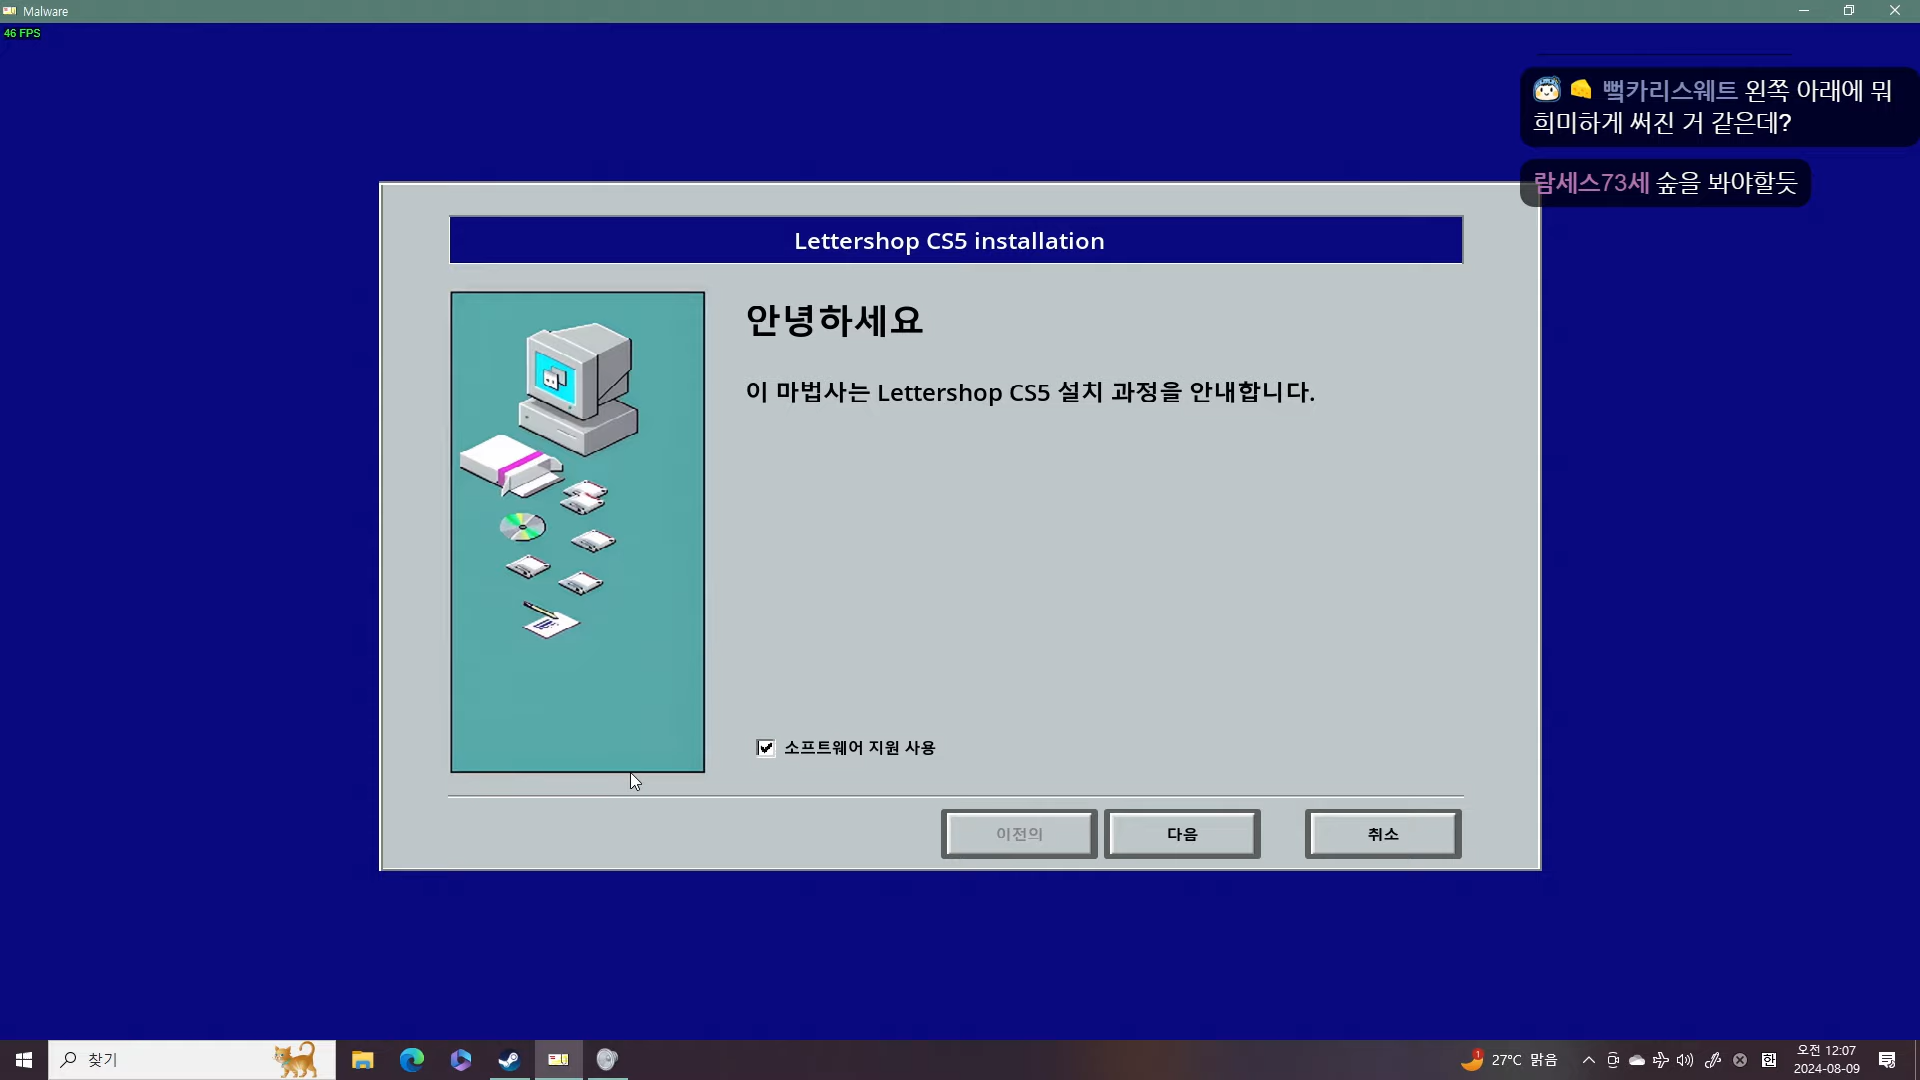 Malware
46 FPS
뻌카리스웨트 왼쪽 아래에 뭐
희미하게 써진 거 같은데?
람세스73세 숲을 봐야할듯
Lettershop CS5 installation
안녕하세요
이 마법사는 Lettershop CS5 설치 과정을 안내합니다.
소프트웨어 지원 사용
이전의
다음
취소
찾기
1
27°C 맑음
한
오전 12:07
2024-08-09